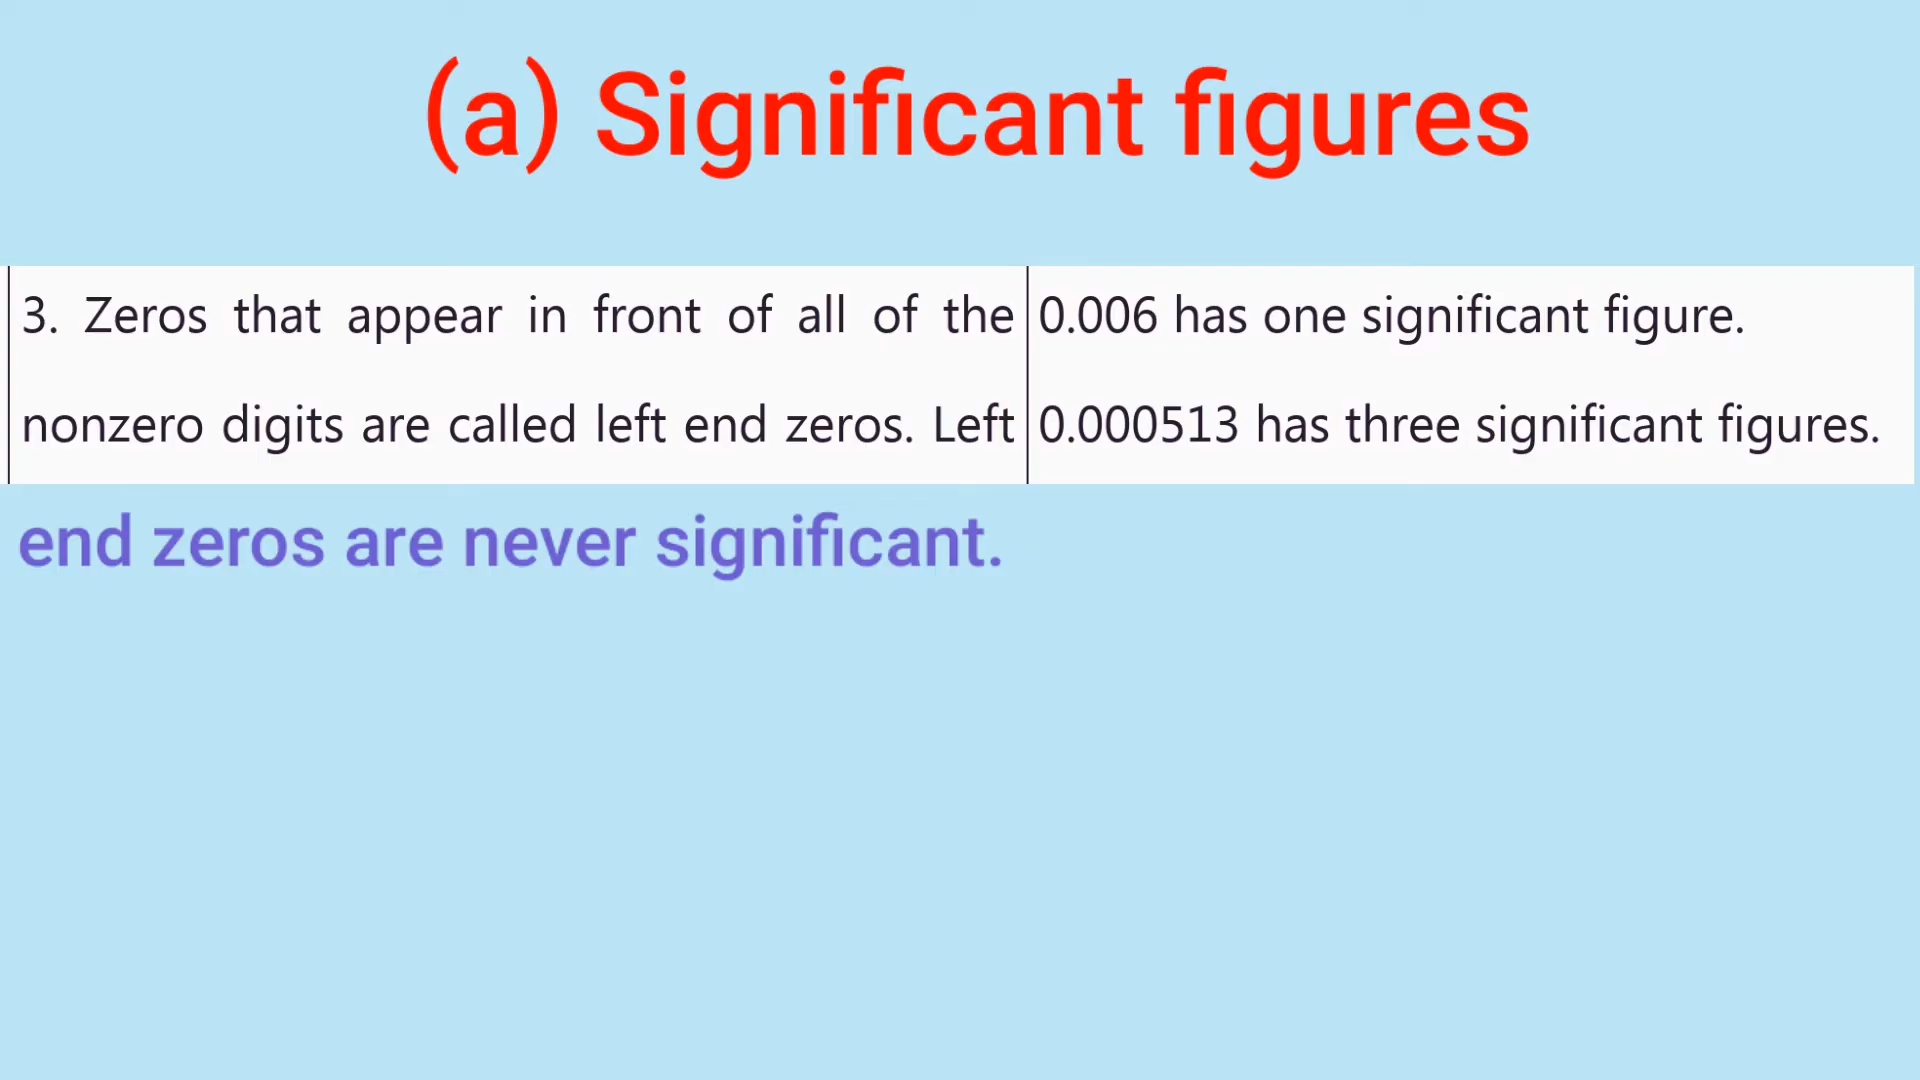 (a) Significant figures
3. Zeros that appear in front of all of the
nonzero digits are called left end zeros. Left
end zeros are never significant.
0.006 has one significant figure.
0.000513 has three significant figures.